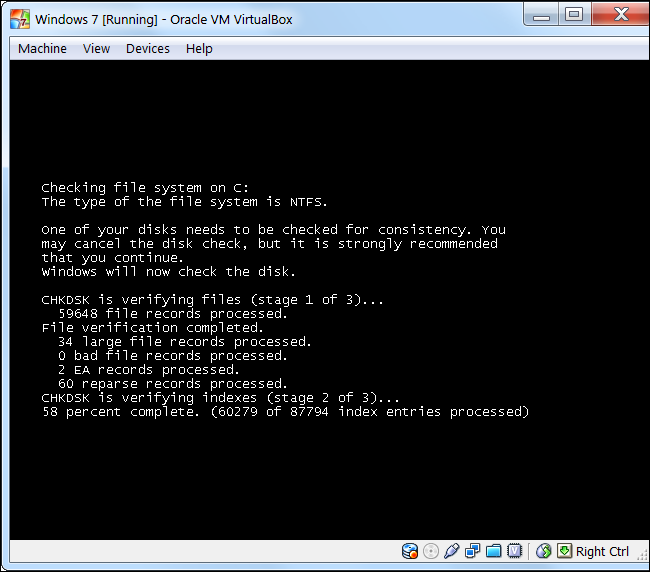 Windows 7 [Running] - Oracle VM VirtualBox
Machine View Devices Help
Checking file system on C:
The type of the file system is NTFS.
One of your disks needs to be checked for consistency. You
may cancel the disk check, but it is strongly recommended
that you continue.
Windows will now check the disk.
CHKDSK is verifying files (stage 1 of 3)...
59648 file records processed.
File verification completed.
34 large file records processed.
0 bad file records processed.
2 EA records processed.
60 reparse records processed.
CHKDSK is verifying indexes (stage 2 of 3)...
58 percent complete. (60279 of 87794 index entries processed)
Right Ctrl